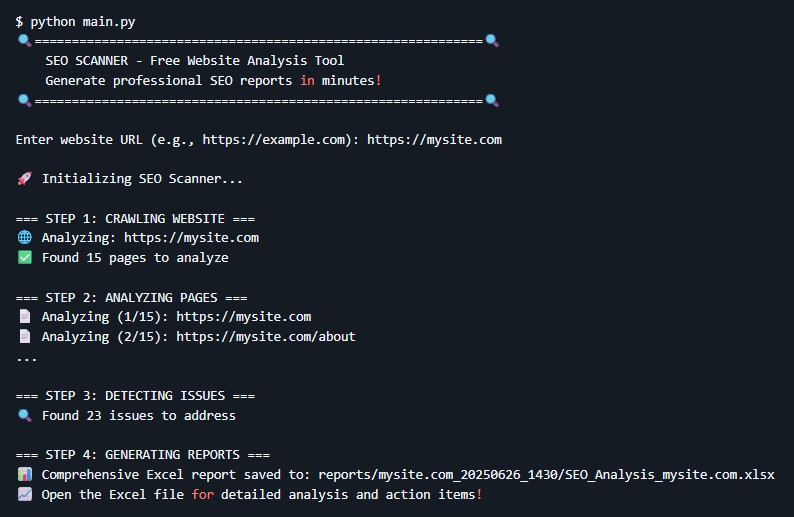 $ python main.py
🔍============================================================🔍
SEO SCANNER - Free Website Analysis Tool
Generate professional SEO reports in minutes!
🔍============================================================🔍
Enter website URL (e.g., https://example.com): https://mysite.com
🚀 Initializing SEO Scanner...
=== STEP 1: CRAWLING WEBSITE ===
🌐 Analyzing: https://mysite.com
✅ Found 15 pages to analyze
=== STEP 2: ANALYZING PAGES ===
📄 Analyzing (1/15): https://mysite.com
📄 Analyzing (2/15): https://mysite.com/about
...
=== STEP 3: DETECTING ISSUES ===
🔍 Found 23 issues to address
=== STEP 4: GENERATING REPORTS ===
📊 Comprehensive Excel report saved to: reports/mysite.com_20250626_1430/SEO_Analysis_mysite.com.xlsx
📈 Open the Excel file for detailed analysis and action items!